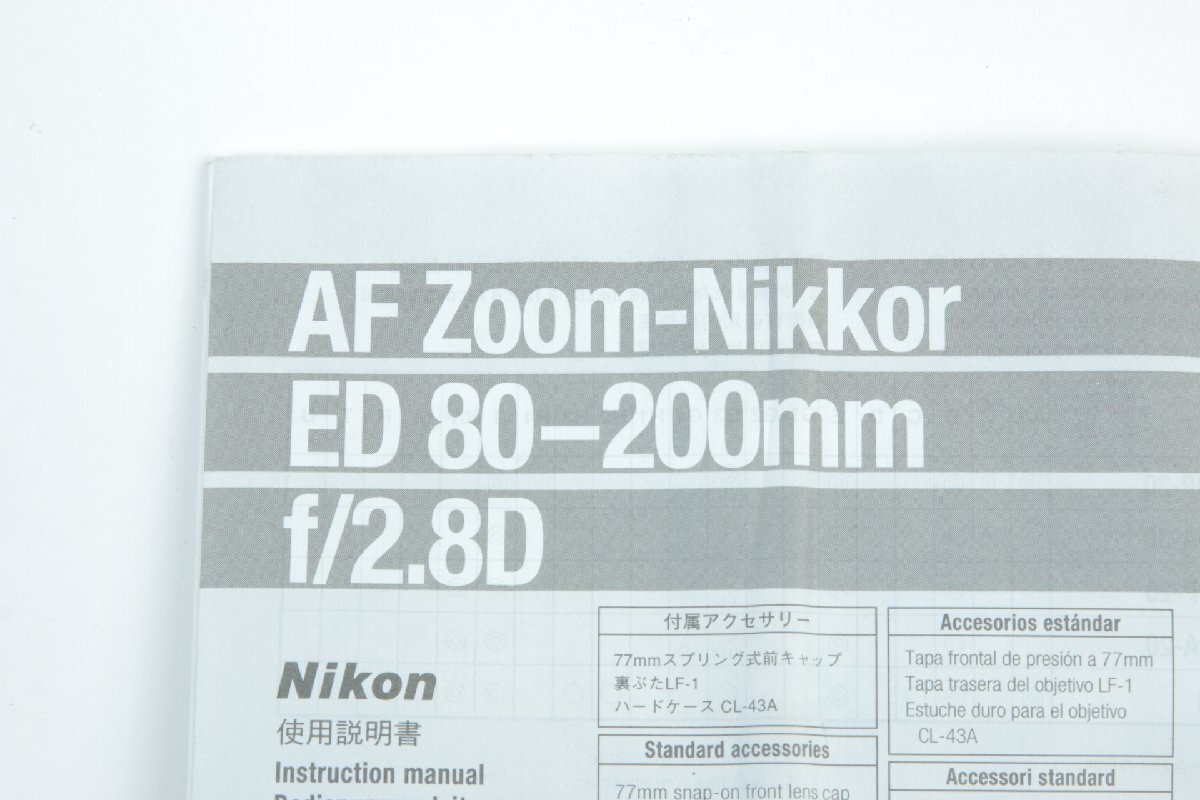 AF Zoom-Nikkor
ED 80–200mm
f/2.8D
Nikon
使用説明書
Instruction manual
付属アクセサリー
77mmスプリング式前キャップ
裏ぶたLF-1
ハードケース CL-43A
Standard accessories
77mm snap-on front lens cap
Accesorios estándar
Tapa frontal de presión a 77mm
Tapa trasera del objetivo LF-1
Estuche duro para el objetivo
CL-43A
Accessori standard